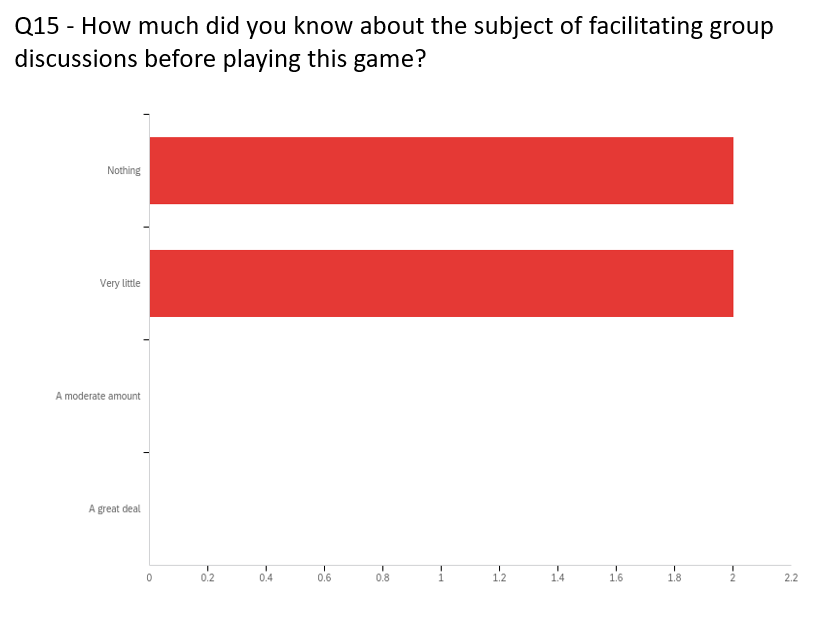 Q15 - How much did you know about the subject of facilitating group
discussions before playing this game?
Nothing
Very little
A moderate amount
A great deal
0 0.2 0.4 0.6 0.8 1 1.2 1.4 1.6 1.8 2 2.2